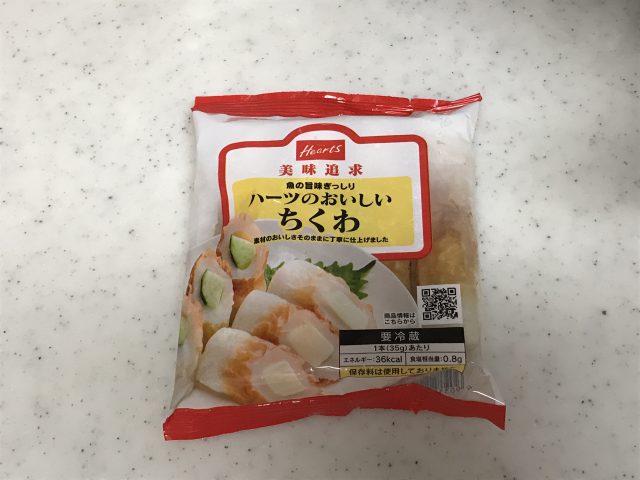 Hearts
美味追求
魚の旨味ぎっしり
ハーツのおいしい
ちくわ
素材のおいしさそのままに丁寧に仕上げました
商品情報は
こちらから
要冷蔵
1本(35g)あたり
エネルギー:36kcal 食塩相当量:0.8g
保存料は使用しておりま